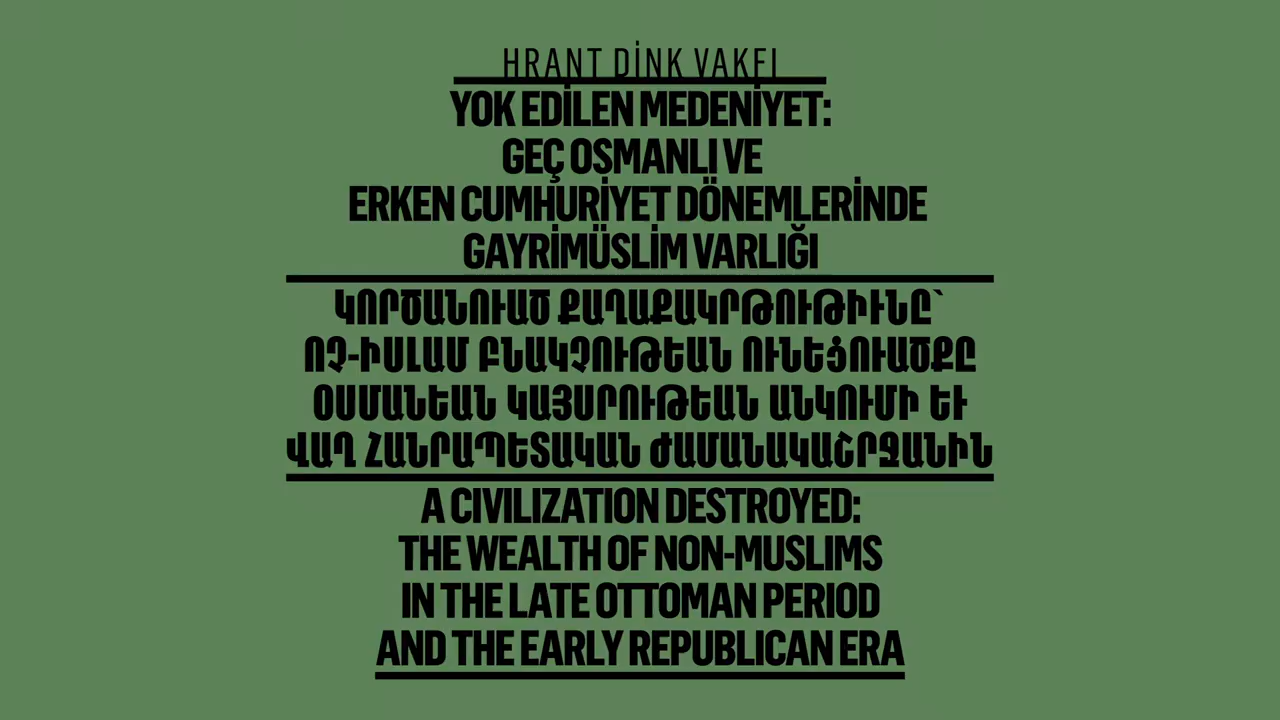 HRANT DİNK VAKFI
YOK EDİLEN MEDENİYET:
GEÇ OSMANLI VE
ERKEN CUMHURİYET DÖNEMLERİNDE
GAYRİMÜSLİM VARLIĞI
ԿՈՐԾԱՆՈՒԱԾ ՔԱՂԱՔԱԿՐԹՈՒԹԻՒՆԸ՝
ՈՉ-ԻՍԼԱՄ ԲՆԱԿՉՈՒԹԵԱՆ ՈՒՆԵՑՈՒԱԾՔԸ
ՕՍՄԱՆԵԱՆ ԿԱՅՍՐՈՒԹԵԱՆ ԱՆԿՈՒՄԻ ԵՒ
ՎԱՂ ՀԱՆՐԱՊԵՏԱԿԱՆ ԺԱՄԱՆԱԿԱՇՐՋԱՆԻՆ
A CIVILIZATION DESTROYED:
THE WEALTH OF NON-MUSLIMS
IN THE LATE OTTOMAN PERIOD
AND THE EARLY REPUBLICAN ERA